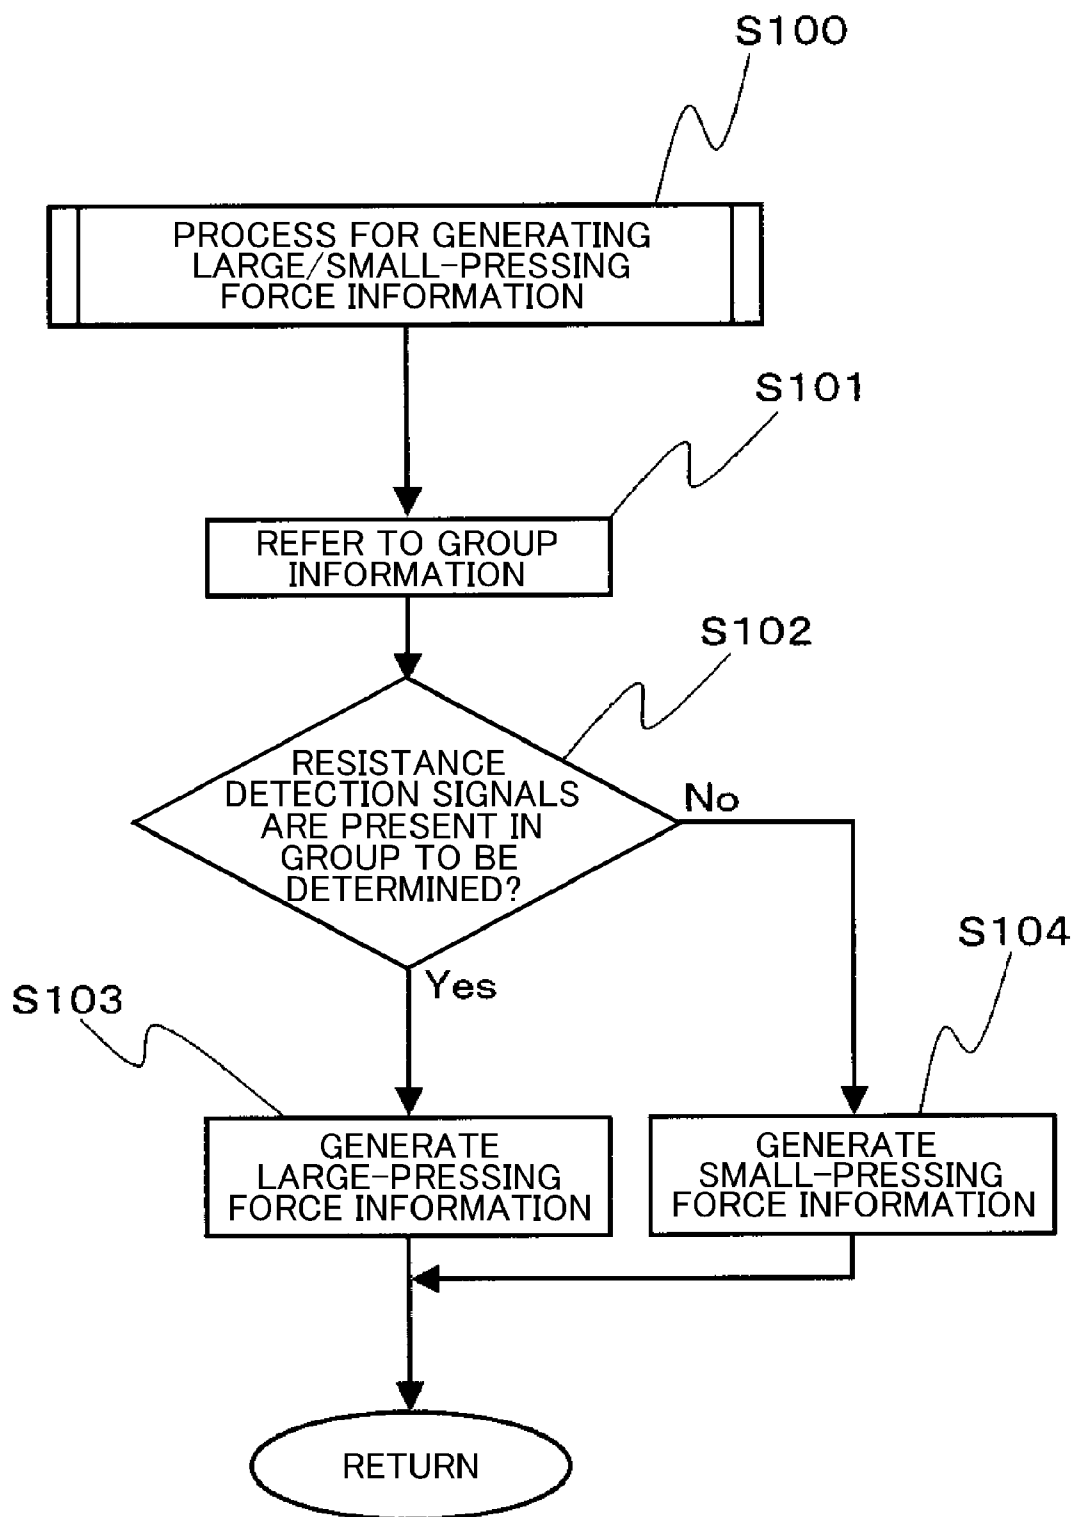 S100
PROCESS FOR GENERATING
LARGE/SMALL-PRESSING
FORCE INFORMATION
S101
REFER TO GROUP
INFORMATION
S102
RESISTANCE
DETECTION SIGNALS
ARE PRESENT IN
GROUP TO BE
DETERMINED?
No
Yes
S103
GENERATE
LARGE-PRESSING
FORCE INFORMATION
S104
GENERATE
SMALL-PRESSING
FORCE INFORMATION
RETURN